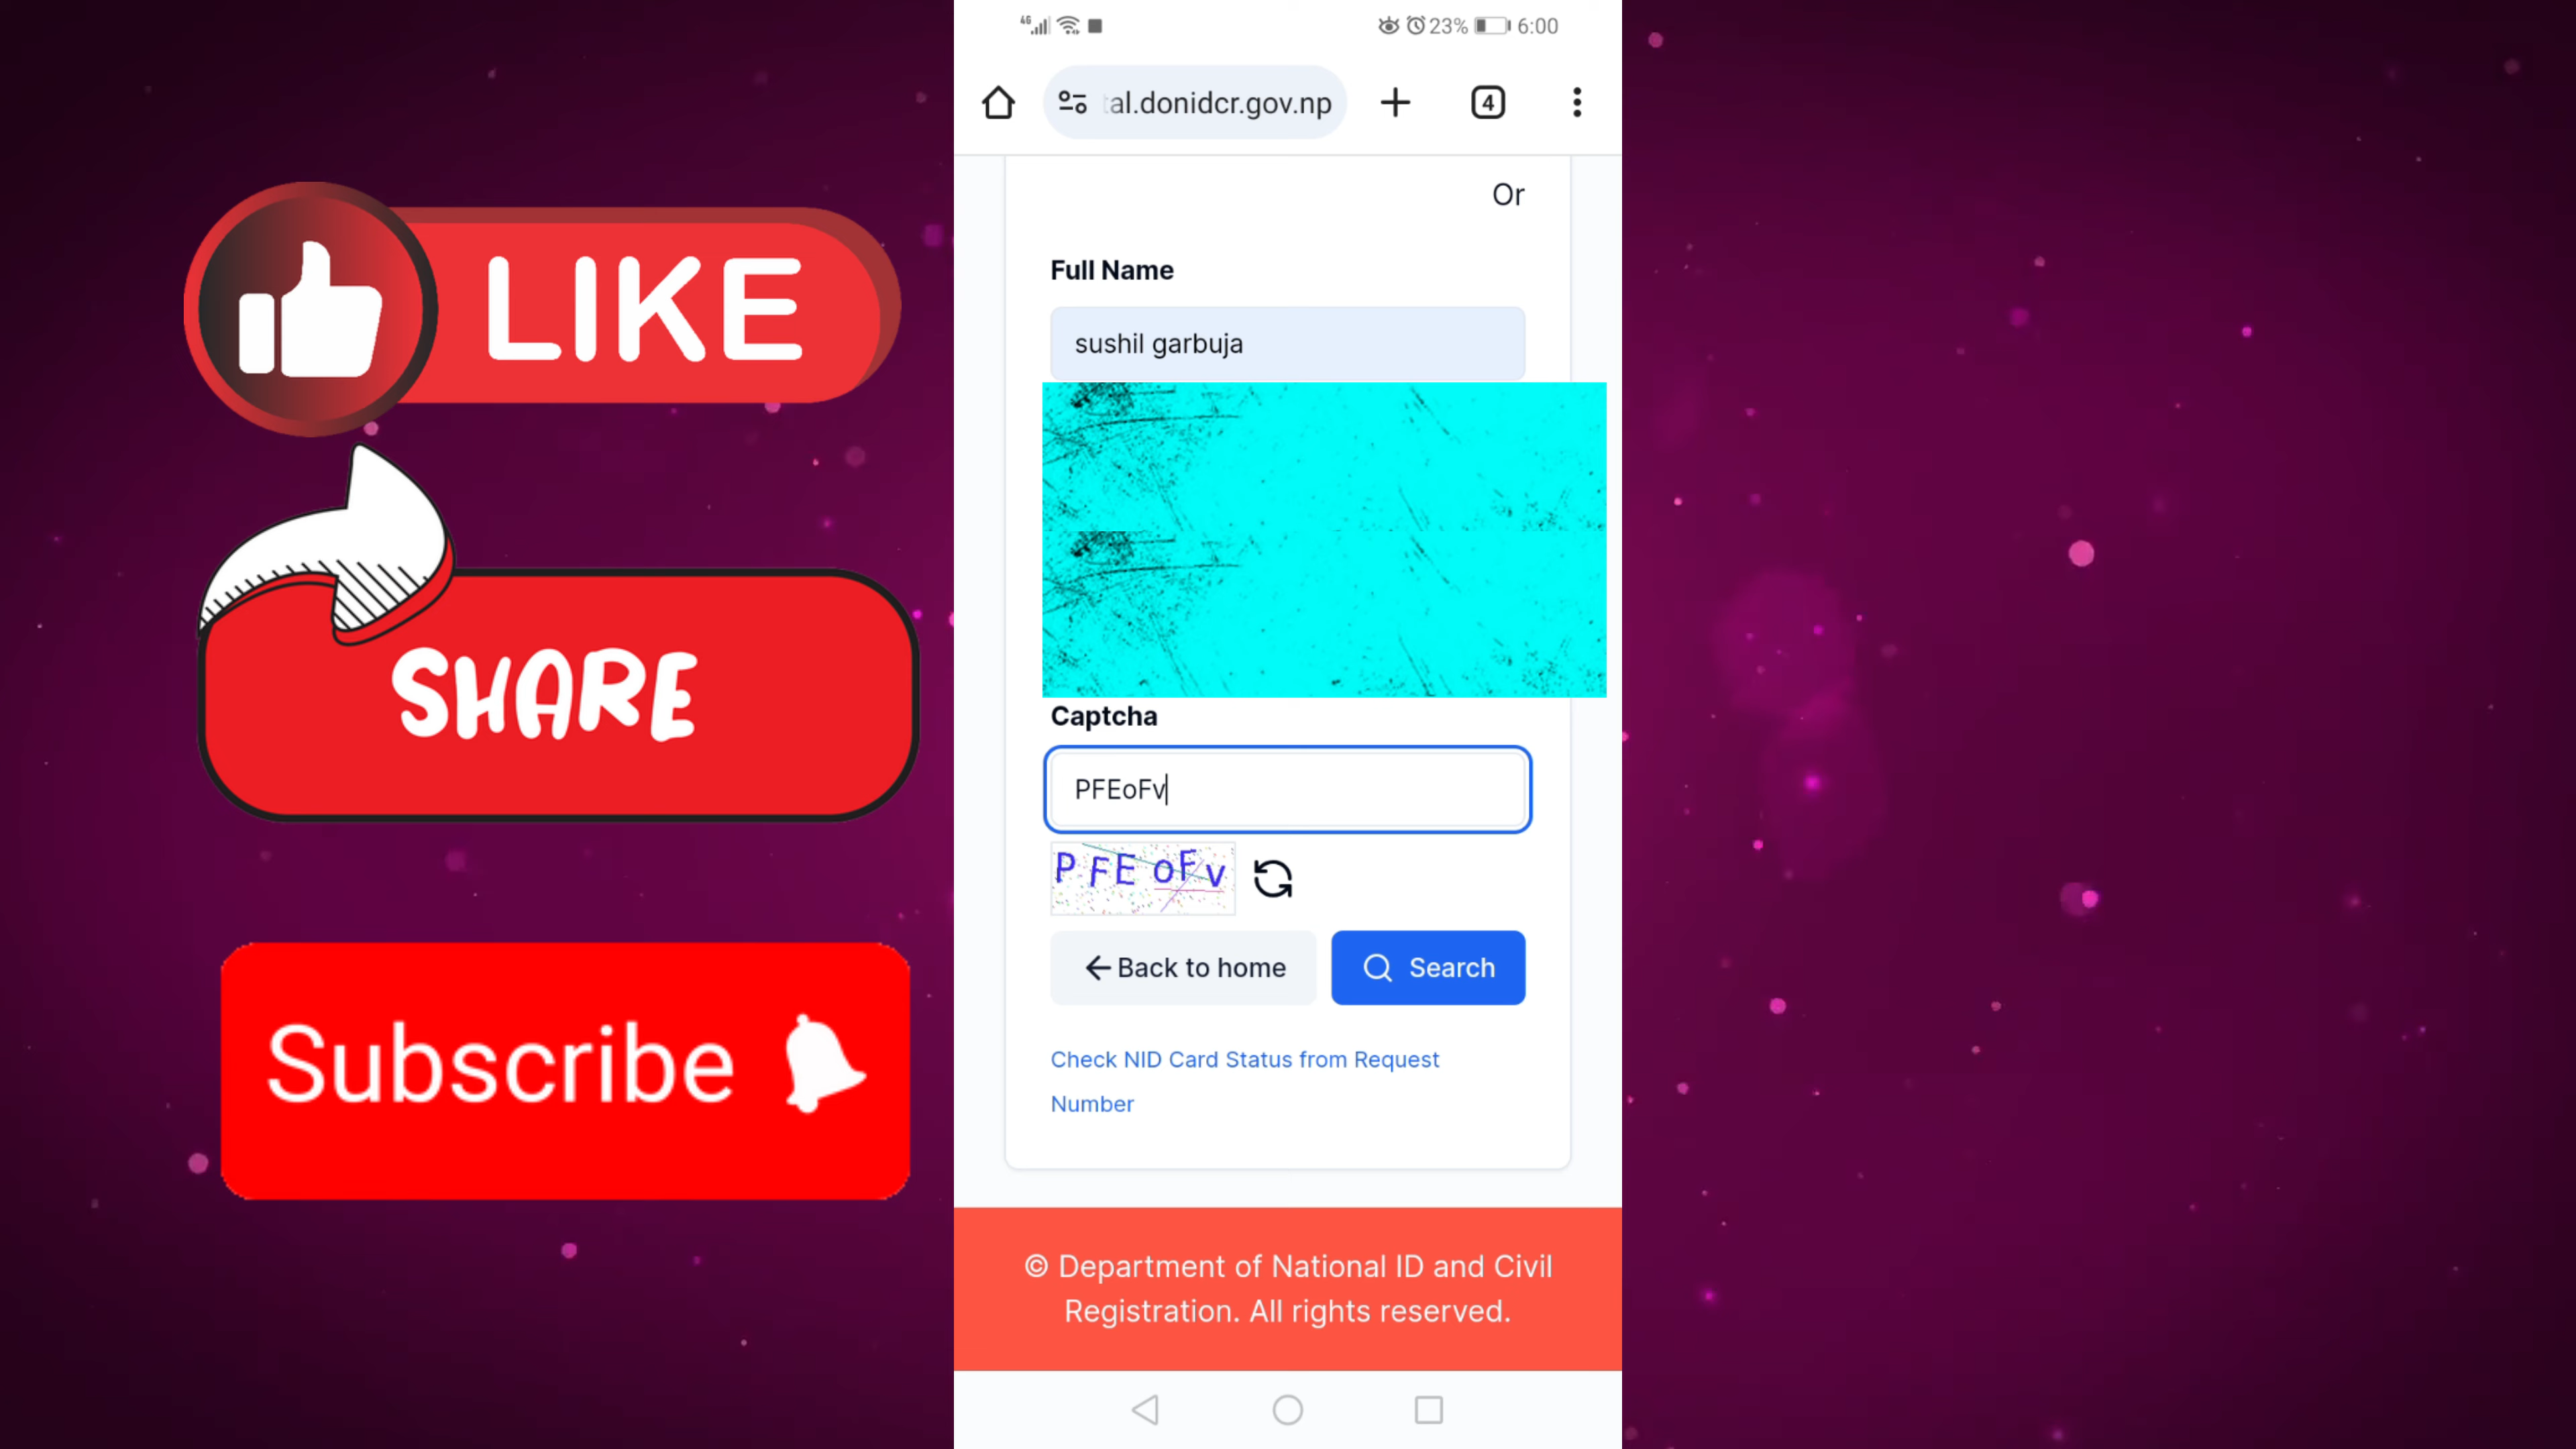 LIKE
SHARE
Subscribe
4G
23%
6:00
tal.donidcr.gov.np
4
Or
Full Name
sushil garbuja
Captcha
PFEoFv
PFEoFv
Back to home
Search
Check NID Card Status from Request
Number
© Department of National ID and Civil
Registration. All rights reserved.